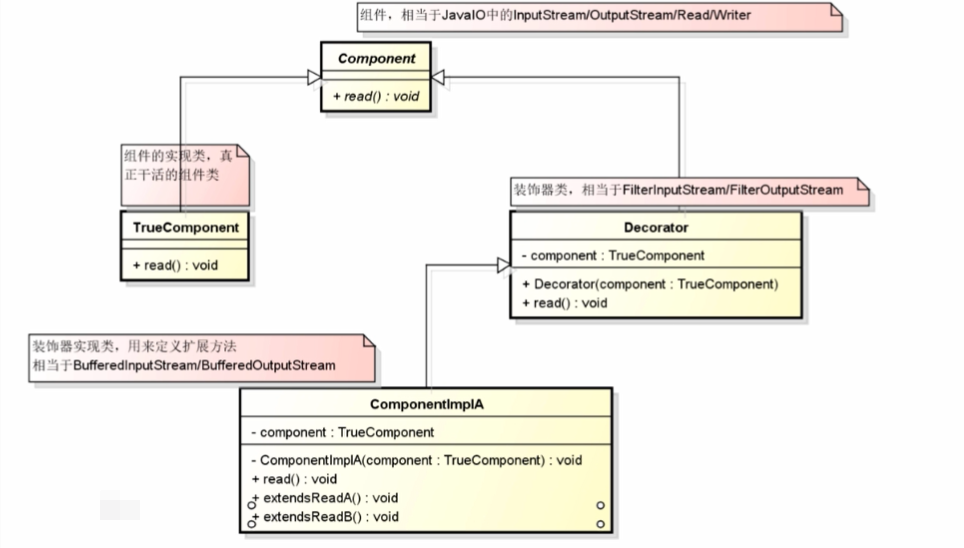 组件，相当于JavaIO中的InputStream/OutputStream/Read/Writer
Component
+ read() : void
组件的实现类，真
正干活的组件类
TrueComponent
+ read() : void
装饰器类，相当于FilterInputStream/FilterOutputStream
Decorator
- component : TrueComponent
+ Decorator(component : TrueComponent)
+ read() : void
装饰器实现类，用来定义扩展方法
相当于BufferedInputStream/BufferedOutputStream
ComponentImplA
- component : TrueComponent
- ComponentImplA(component : TrueComponent) : void
+ read() : void
+ extendsReadA() : void
+ extendsReadB() : void